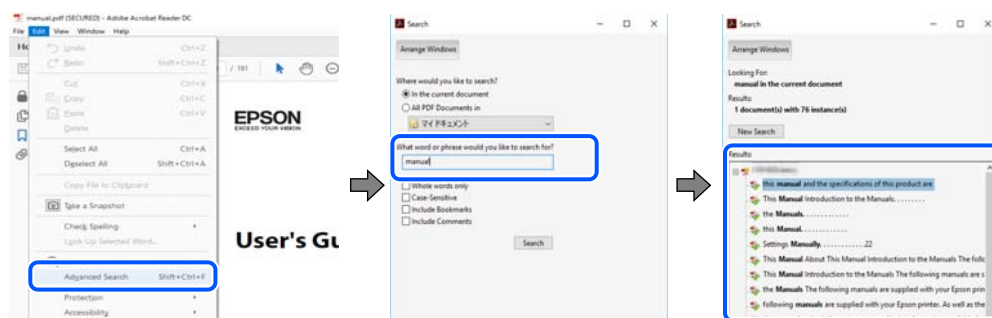 manual.pdf (SECURED) - Adobe Acrobat Reader DC
File Edit View Window Help
Undo Ctrl+Z
Redo Shift+Ctrl+Z
Cut Ctrl+X
Copy Ctrl+C
Paste Ctrl+V
Delete
Select All Ctrl+A
Deselect All Shift+Ctrl+A
Copy File to Clipboard
Take a Snapshot
Check Spelling
Look Up Selected Word...
Advanced Search Shift+Ctrl+F
Protection
Accessibility
EPSON
EXCEED YOUR VISION
User's Gu
Search
Arrange Windows
Where would you like to search?
In the current document
All PDF Documents in
マイ ドキュメント
What word or phrase would you like to search for?
manual
Whole words only
Case-Sensitive
Include Bookmarks
Include Comments
Search
Search
Arrange Windows
Looking For:
manual in the current document
Results:
1 document(s) with 76 instance(s)
New Search
Results:
this manual and the specifications of this product are
This Manual Introduction to the Manuals. . . . . . . .
the Manuals. . . . . . . . . . . .
this Manual. . . . . . . . . . . .
Settings Manually. . . . . . . . . . . .22
This Manual About This Manual Introduction to the Manuals The follo
This Manual Introduction to the Manuals The following manuals are s
the Manuals The following manuals are supplied with your Epson prin
following manuals are supplied with your Epson printer. As well as the